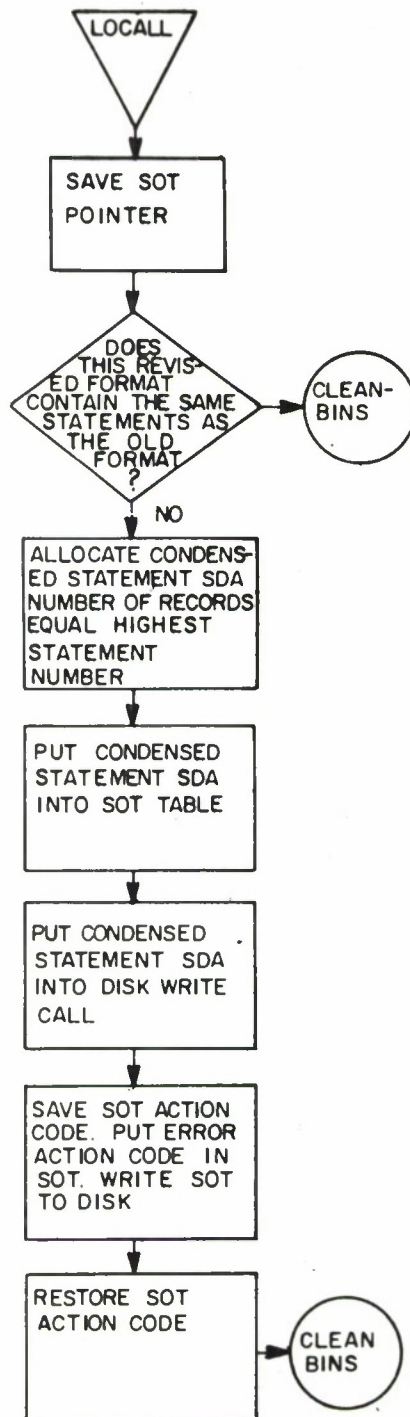 LOCALL
SAVE SOT
POINTER
DOES
THIS REVIS-
ED FORMAT
CONTAIN THE SAME
STATEMENTS AS
THE OLD
FORMAT
?
CLEAN-
BINS
NO
ALLOCATE CONDENS-
ED STATEMENT SDA
NUMBER OF RECORDS
EQUAL HIGHEST
STATEMENT
NUMBER
PUT CONDENSED
STATEMENT SDA
INTO SOT TABLE
PUT CONDENSED
STATEMENT SDA
INTO DISK WRITE
CALL
SAVE SOT ACTION
CODE. PUT ERROR
ACTION CODE IN
SOT. WRITE SOT
TO DISK
RESTORE SOT
ACTION CODE
CLEAN
BINS